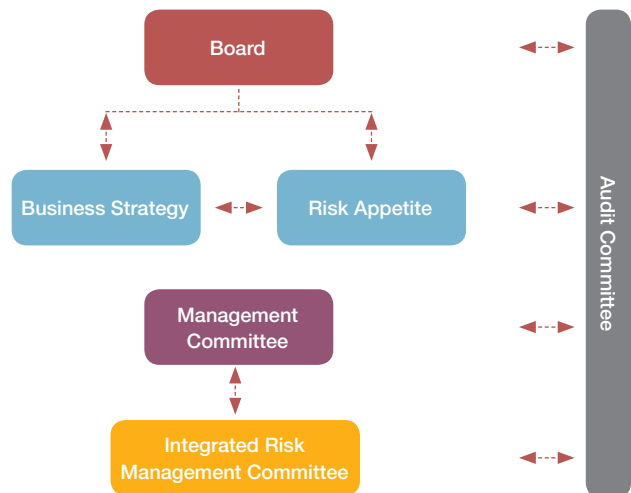 Board
Business Strategy
Risk Appetite
Management
Committee
Integrated Risk
Management Committee
Audit Committee